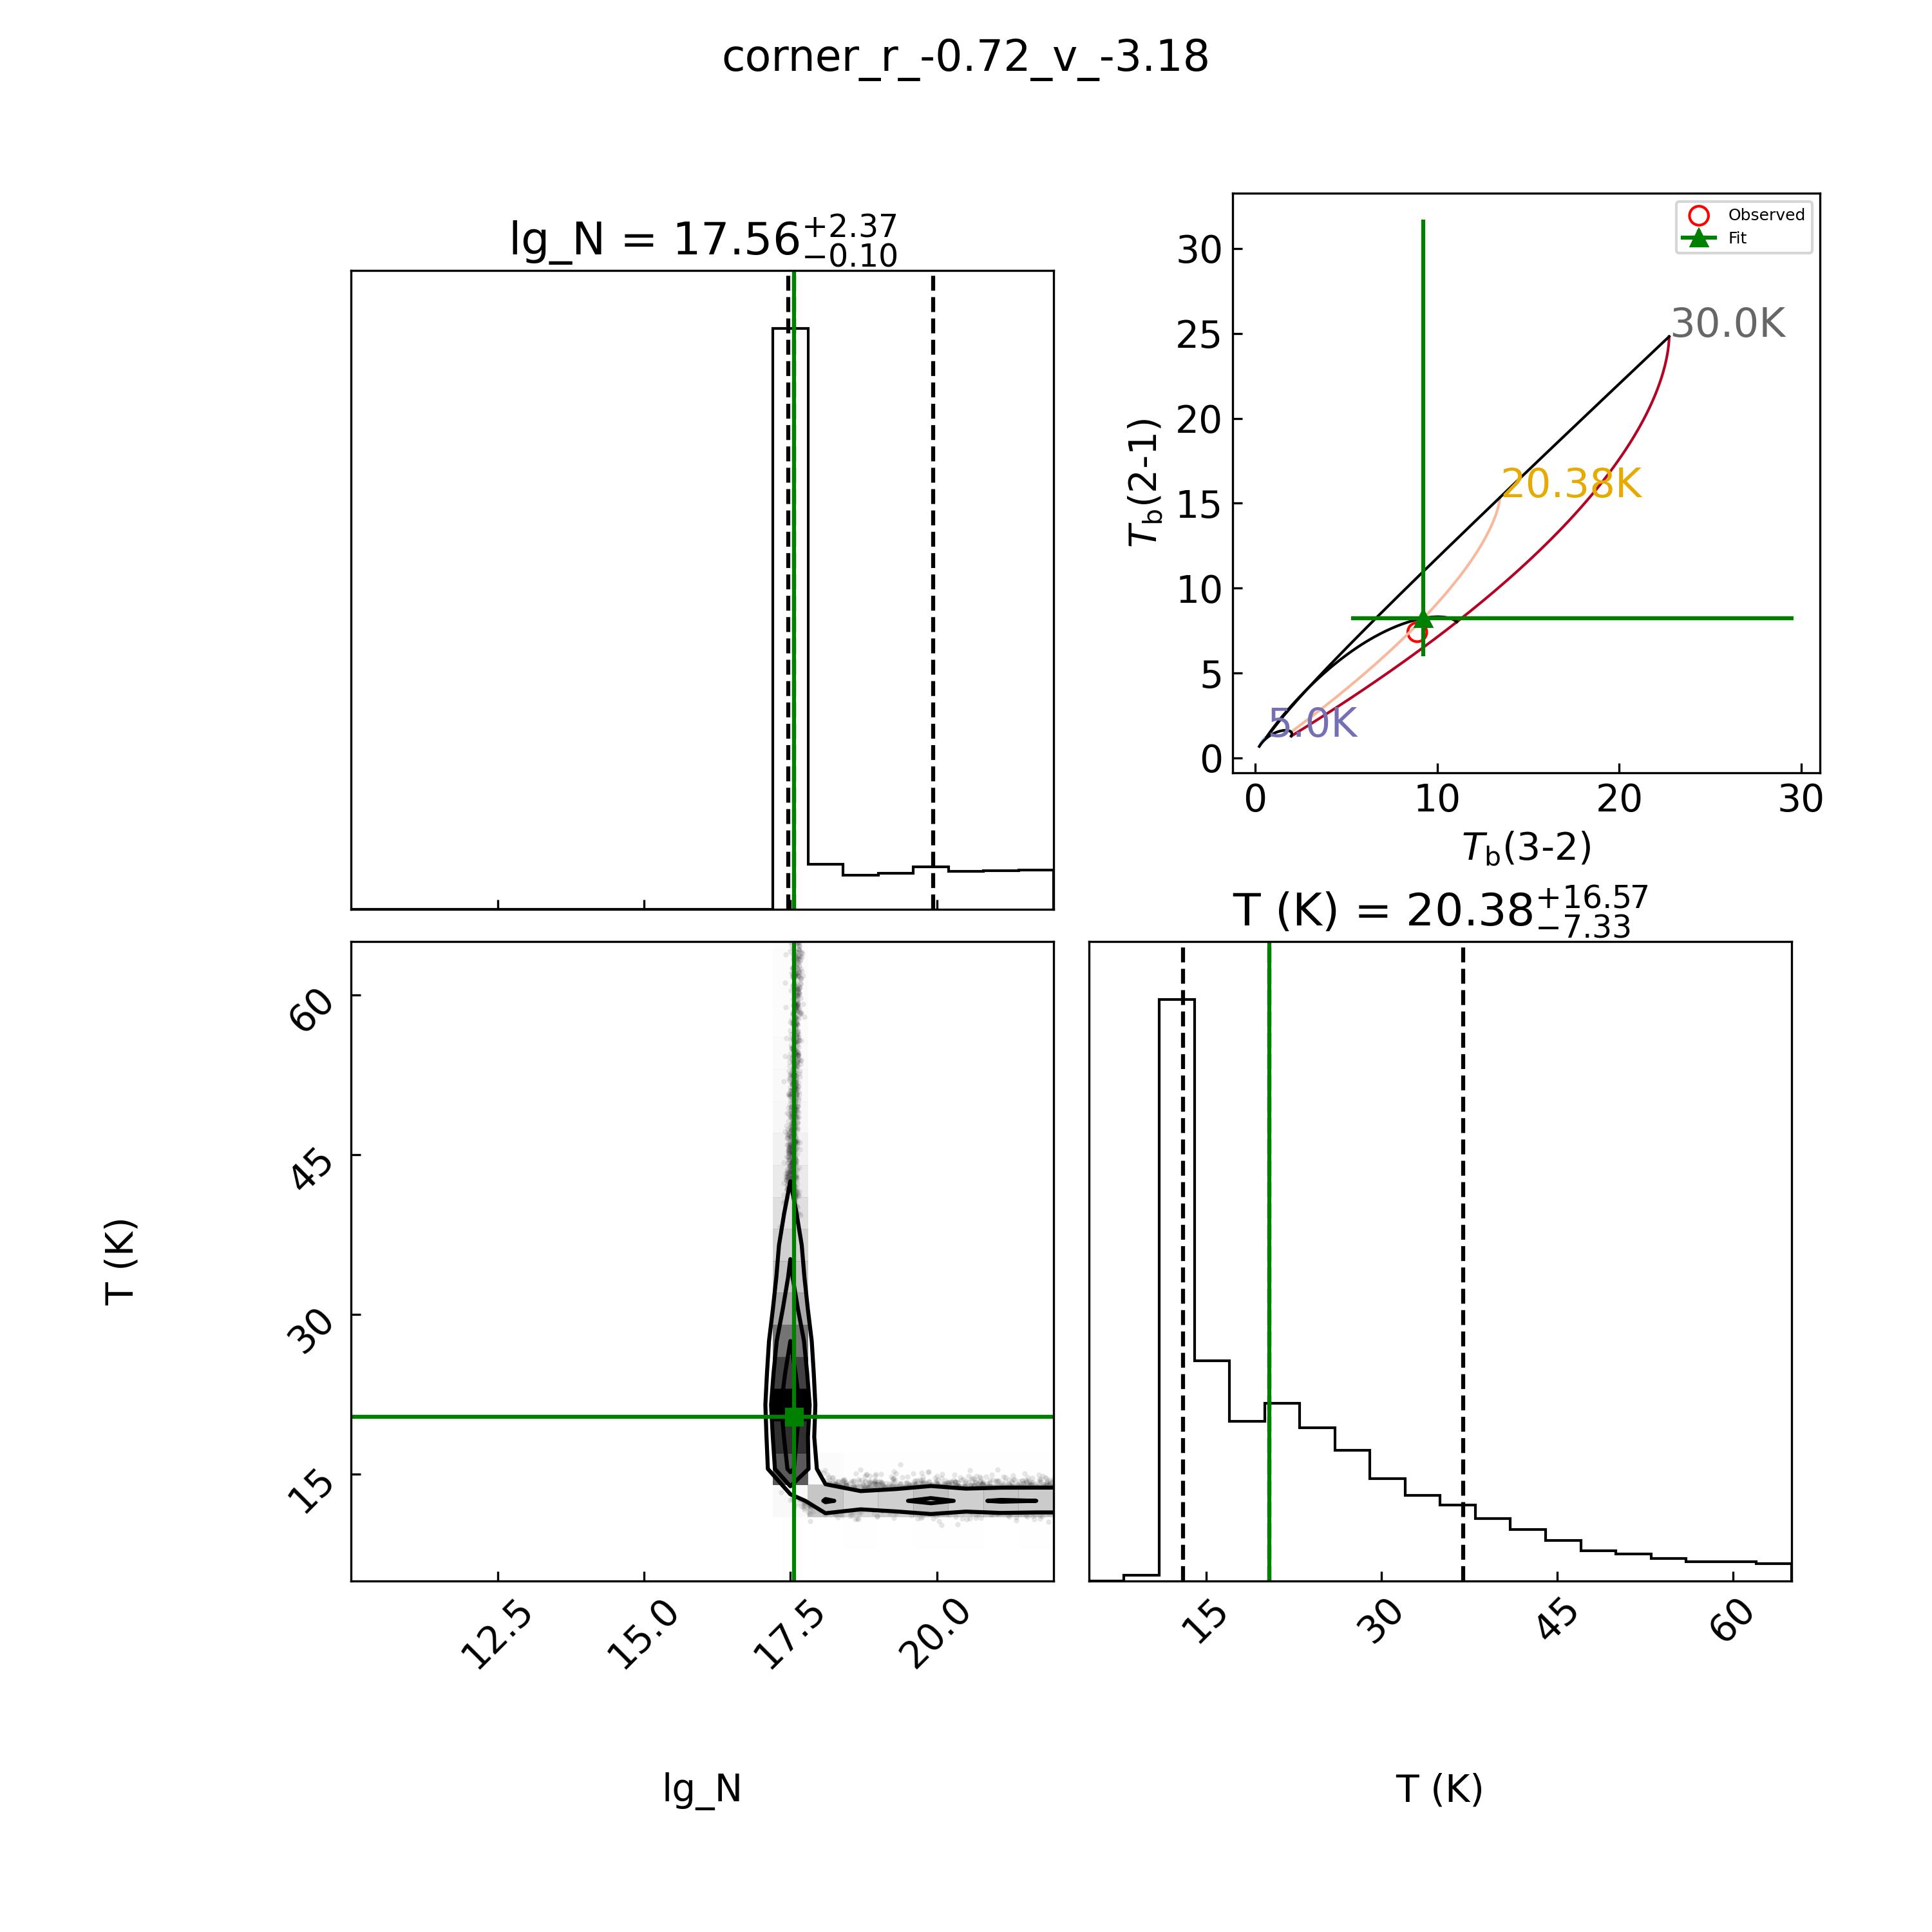 corner_r_-0.72_v_-3.18
lg_N = 17.56 +2.37 −0.10
Observed
Fit
30
25
20
15
10
5
0
T_b(2-1)
30.0K
20.38K
5.0K
0 10 20 30
T_b(3-2)
T (K) = 20.38 +16.57 −7.33
60
45
30
15
T (K)
12.5 15.0 17.5 20.0
lg_N
15 30 45 60
T (K)